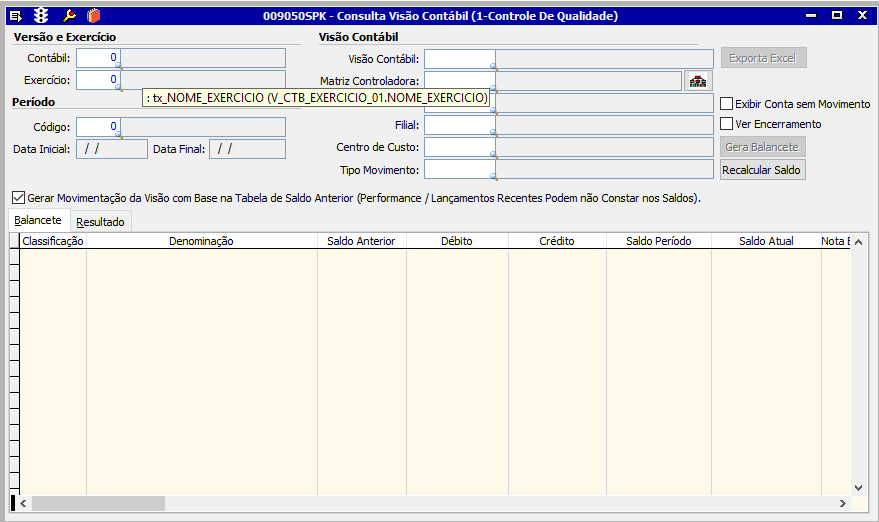 009050SPK - Consulta Visão Contábil (1-Controle De Qualidade)
Versão e Exercício
Contábil: 0
Exercício: 0
: tx_NOME_EXERCICIO (V_CTB_EXERCICIO_01.NOME_EXERCICIO)
Período
Código: 0
Data Inicial: / / Data Final: / /
Visão Contábil
Visão Contábil:
Matriz Controladora:
Filial:
Centro de Custo:
Tipo Movimento:
Exporta Excel
Exibir Conta sem Movimento
Ver Encerramento
Gera Balancete
Recalcular Saldo
Gerar Movimentação da Visão com Base na Tabela de Saldo Anterior (Performance / Lançamentos Recentes Podem não Constar nos Saldos).
Balancete Resultado
Classificação Denominação Saldo Anterior Débito Crédito Saldo Período Saldo Atual Nota